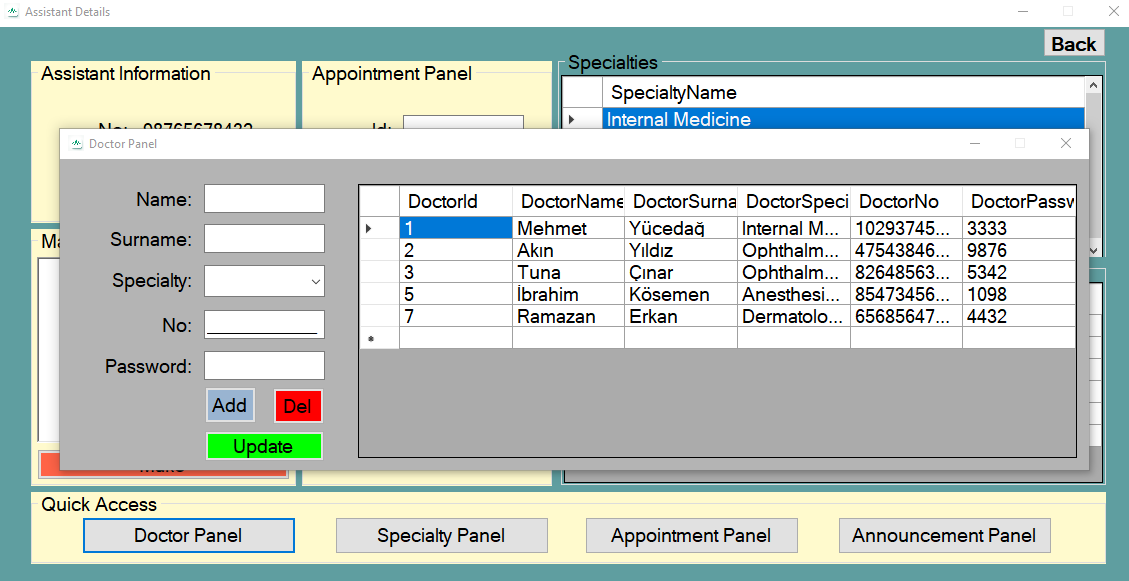 Assistant Details
Back
Assistant Information
Appointment Panel
Specialties
SpecialtyName
No: 98765678432
Id:
Internal Medicine
Doctor Panel
Name:
Surname:
Specialty:
No:
Password:
Add
Del
Update
DoctorId DoctorName DoctorSurna DoctorSpeci DoctorNo DoctorPassw
1 Mehmet Yücedağ Internal M... 10293745... 3333
2 Akın Yıldız Ophthalm... 47543846... 9876
3 Tuna Çınar Ophthalm... 82648563... 5342
5 İbrahim Kösemen Anesthesi... 85473456... 1098
7 Ramazan Erkan Dermatolo... 65685647... 4432
Ma
Make
Quick Access
Doctor Panel
Specialty Panel
Appointment Panel
Announcement Panel